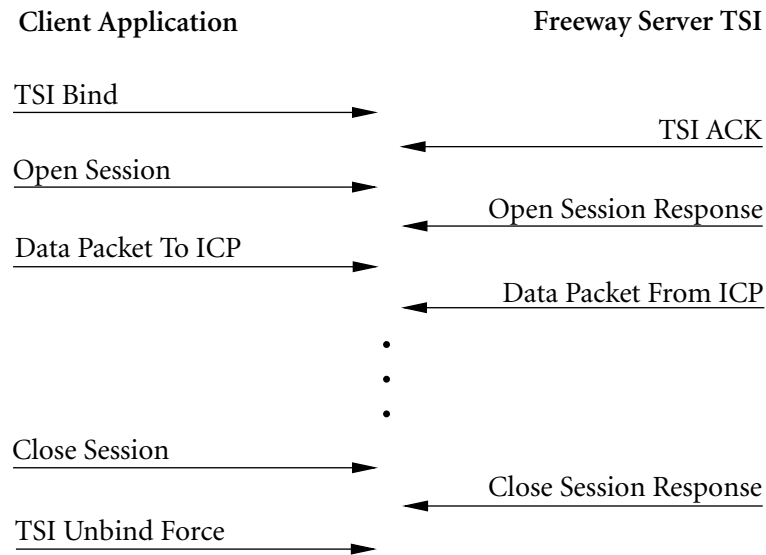 Client Application
Freeway Server TSI
TSI Bind
TSI ACK
Open Session
Open Session Response
Data Packet To ICP
Data Packet From ICP
Close Session
Close Session Response
TSI Unbind Force